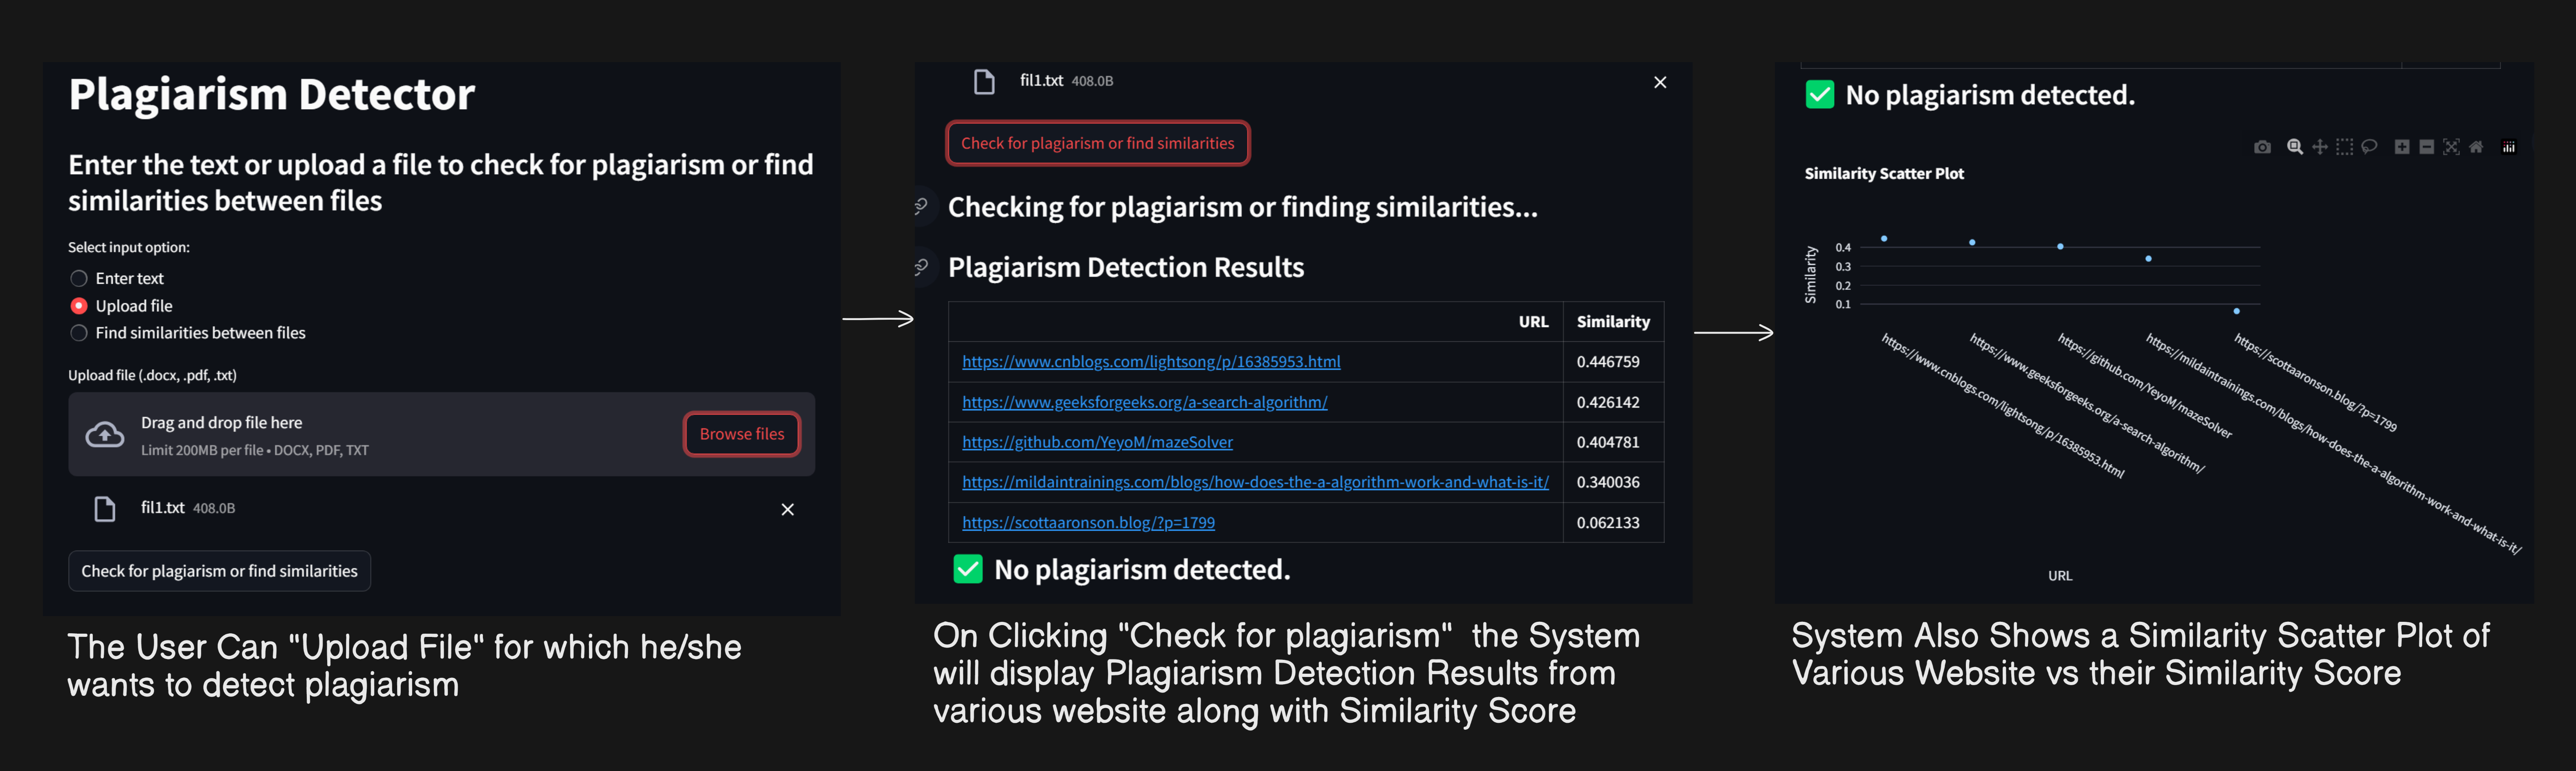 Plagiarism Detector
Enter the text or upload a file to check for plagiarism or find
similarities between files
Select input option:
Enter text
Upload file
Find similarities between files
Upload file (.docx, .pdf, .txt)
Drag and drop file here
Limit 200MB per file • DOCX, PDF, TXT
Browse files
fil1.txt 408.0B
Check for plagiarism or find similarities
The User Can "Upload File" for which he/she
wants to detect plagiarism
fil1.txt 408.0B
Check for plagiarism or find similarities
Checking for plagiarism or finding similarities...
Plagiarism Detection Results
URL Similarity
https://www.cnblogs.com/lightsong/p/16385953.html 0.446759
https://www.geeksforgeeks.org/a-search-algorithm/ 0.426142
https://github.com/YeyoM/mazeSolver 0.404781
https://mildaintrainings.com/blogs/how-does-the-a-algorithm-work-and-what-is-it/ 0.340036
https://scottaaronson.blog/?p=1799 0.062133
No plagiarism detected.
On Clicking "Check for plagiarism" the System
will display Plagiarism Detection Results from
various website along with Similarity Score
No plagiarism detected.
Similarity Scatter Plot
Similarity
0.4
0.3
0.2
0.1
https://www.cnblogs.com/lightsong/p/16385953.html
https://www.geeksforgeeks.org/a-search-algorithm/
https://github.com/YeyoM/mazeSolver
https://mildaintrainings.com/blogs/how-does-the-a-algorithm-work-and-what-is-it/
https://scottaaronson.blog/?p=1799
URL
System Also Shows a Similarity Scatter Plot of
Various Website vs their Similarity Score